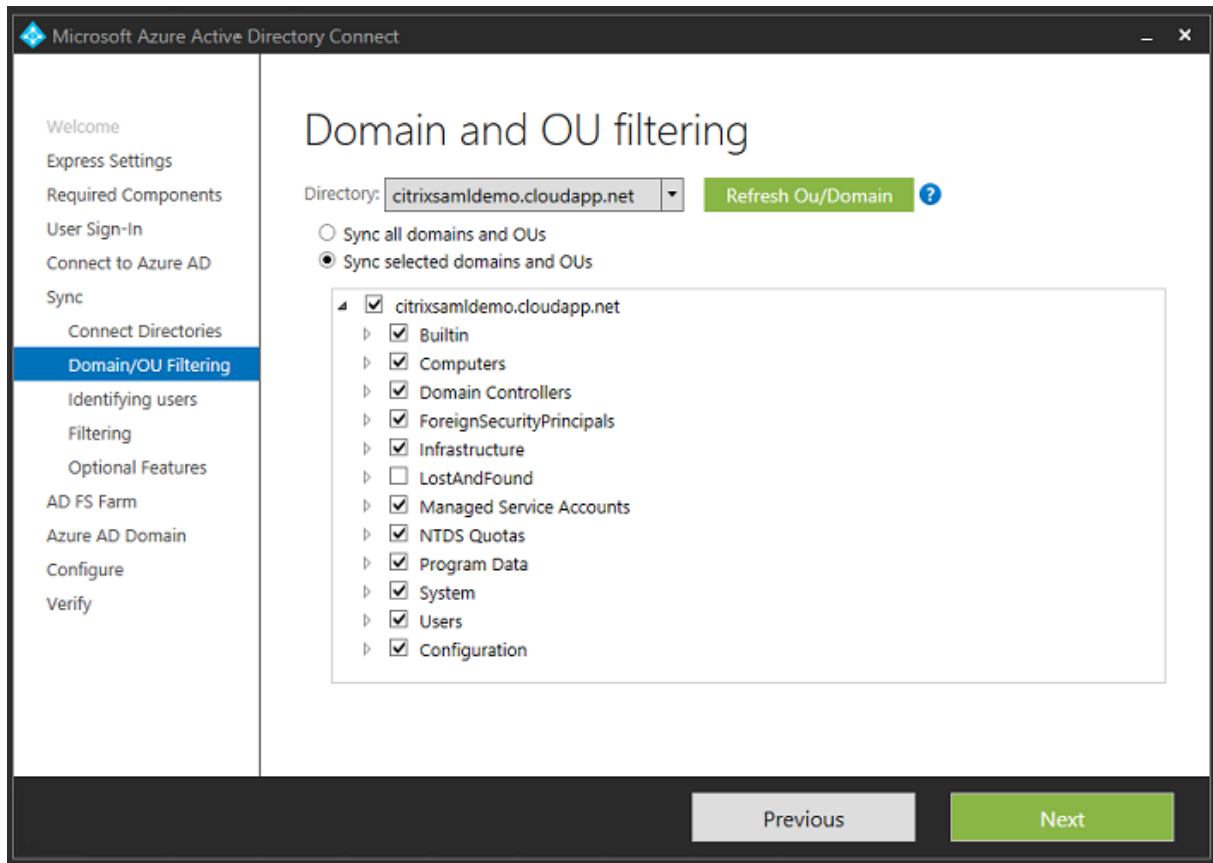 Microsoft Azure Active Directory Connect
Welcome
Express Settings
Required Components
User Sign-In
Connect to Azure AD
Sync
Connect Directories
Domain/OU Filtering
Identifying users
Filtering
Optional Features
AD FS Farm
Azure AD Domain
Configure
Verify
Domain and OU filtering
Directory: citrixsamldemo.cloudapp.net Refresh Ou/Domain ?
Sync all domains and OUs
Sync selected domains and OUs
citrixsamldemo.cloudapp.net
Builtin
Computers
Domain Controllers
ForeignSecurityPrincipals
Infrastructure
LostAndFound
Managed Service Accounts
NTDS Quotas
Program Data
System
Users
Configuration
Previous Next